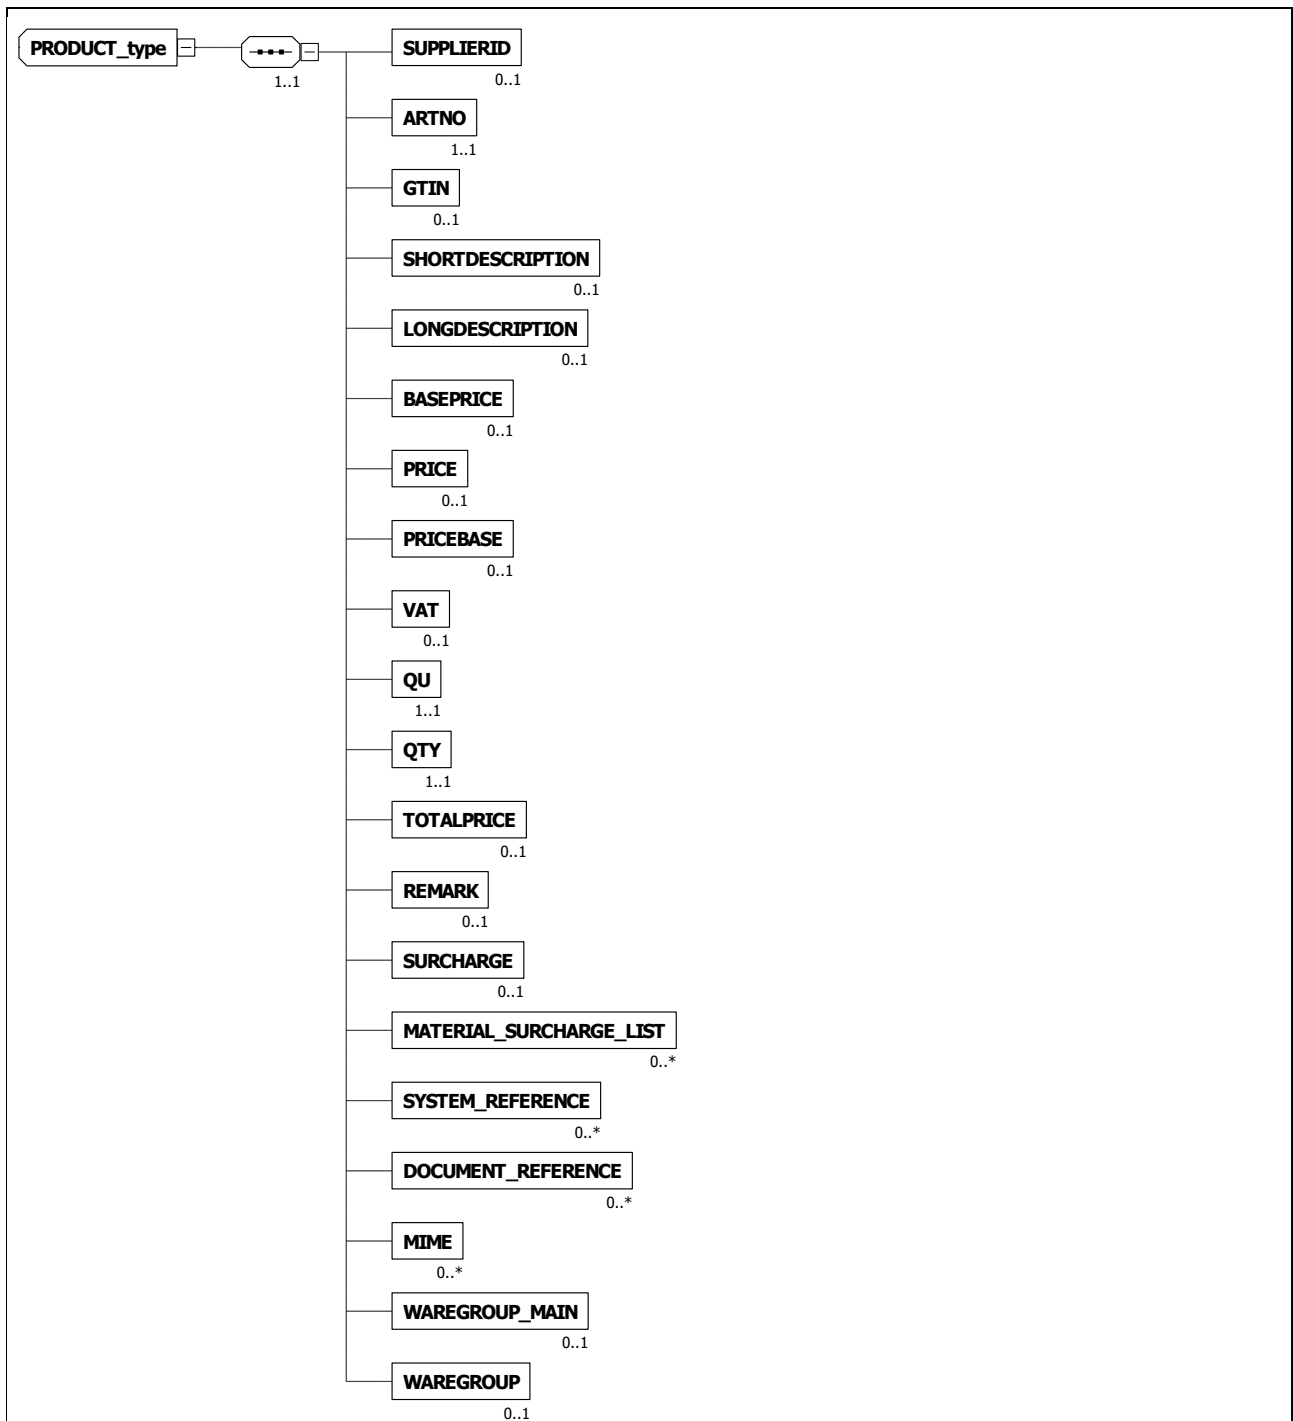 PRODUCT_type
1..1
SUPPLIERID
0..1
ARTNO
1..1
GTIN
0..1
SHORTDESCRIPTION
0..1
LONGDESCRIPTION
0..1
BASEPRICE
0..1
PRICE
0..1
PRICEBASE
0..1
VAT
0..1
QU
1..1
QTY
1..1
TOTALPRICE
0..1
REMARK
0..1
SURCHARGE
0..1
MATERIAL_SURCHARGE_LIST
0..*
SYSTEM_REFERENCE
0..*
DOCUMENT_REFERENCE
0..*
MIME
0..*
WAREGROUP_MAIN
0..1
WAREGROUP
0..1